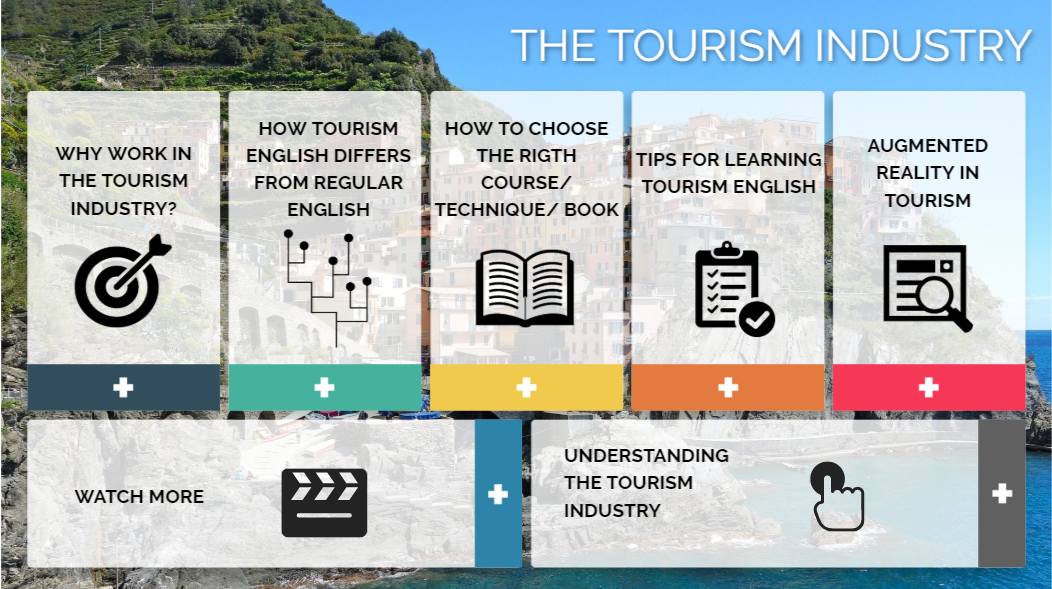 THE TOURISM INDUSTRY
WHY WORK IN
THE TOURISM
INDUSTRY?
HOW TOURISM
ENGLISH DIFFERS
FROM REGULAR
ENGLISH
HOW TO CHOOSE
THE RIGTH
COURSE/
TECHNIQUE/ BOOK
TIPS FOR LEARNING
TOURISM ENGLISH
AUGMENTED
REALITY IN
TOURISM
WATCH MORE
UNDERSTANDING
THE TOURISM
INDUSTRY